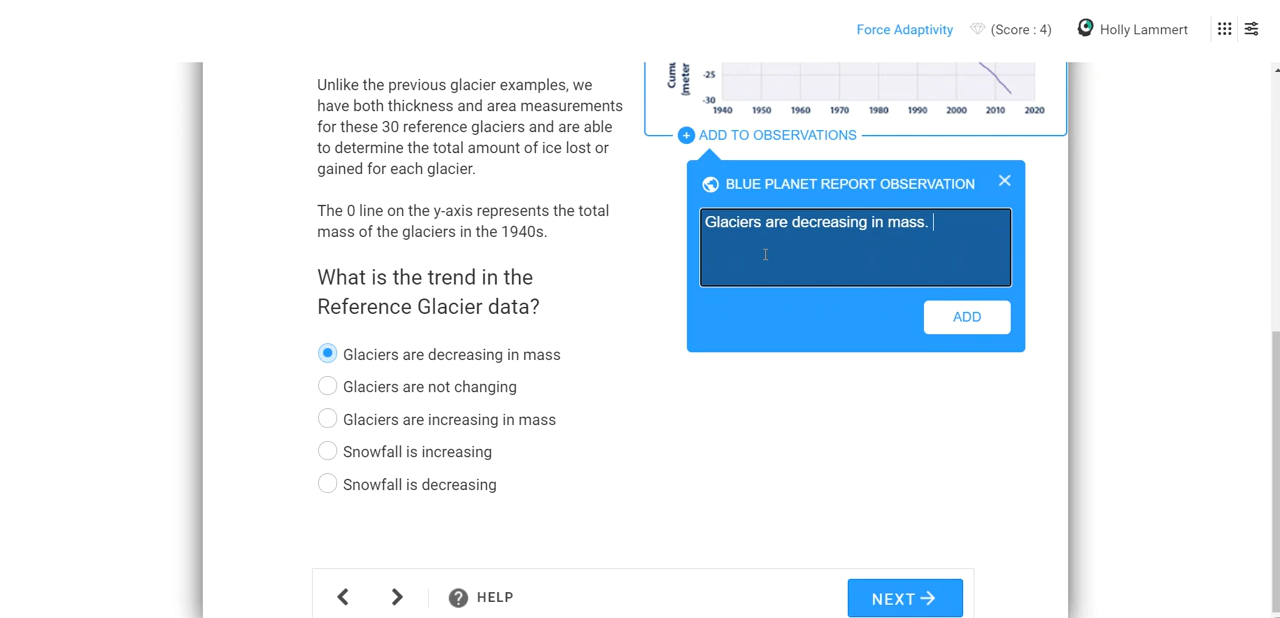 Force Adaptivity (Score : 4) Holly Lammert
Unlike the previous glacier examples, we
have both thickness and area measurements
for these 30 reference glaciers and are able
to determine the total amount of ice lost or
gained for each glacier.
The 0 line on the y-axis represents the total
mass of the glaciers in the 1940s.
What is the trend in the
Reference Glacier data?
Glaciers are decreasing in mass
Glaciers are not changing
Glaciers are increasing in mass
Snowfall is increasing
Snowfall is decreasing
(meter
-25
-30
1940 1950 1960 1970 1980 1990 2000 2010 2020
+ ADD TO OBSERVATIONS
BLUE PLANET REPORT OBSERVATION
Glaciers are decreasing in mass.
ADD
? HELP
NEXT